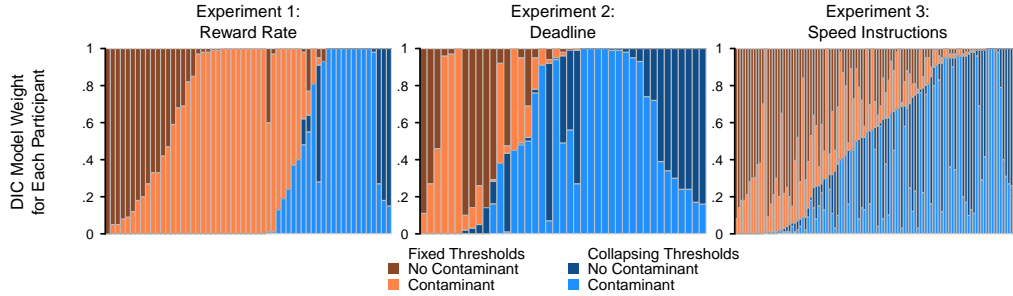 Experiment 1:
Reward Rate
Experiment 2:
Deadline
Experiment 3:
Speed Instructions
DIC Model Weight
for Each Participant
1
.8
.6
.4
.2
0
1
.8
.6
.4
.2
0
1
.8
.6
.4
.2
0
Fixed Thresholds
No Contaminant
Contaminant
Collapsing Thresholds
No Contaminant
Contaminant